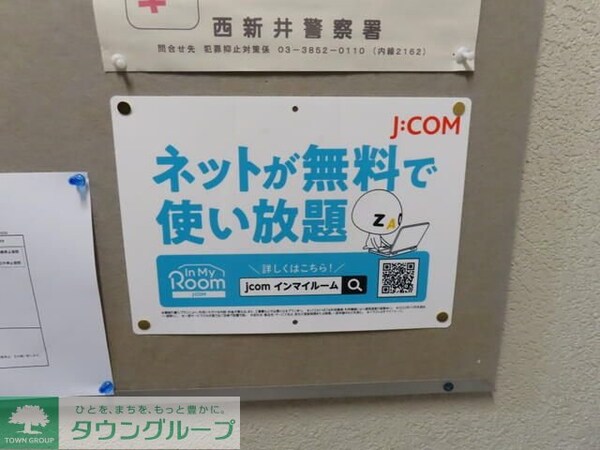 西新井警察署
問合せ先 犯罪抑止対策係 03-3852-0110（内線2162）
J:COM
ネットが無料で
使い放題
ZAQ
In My
Room
J:COM
＼ 詳しくはこちら！ ／
jcom インマイルーム
TOWN GROUP
ひとを、まちを、もっと豊かに。
タウングループ